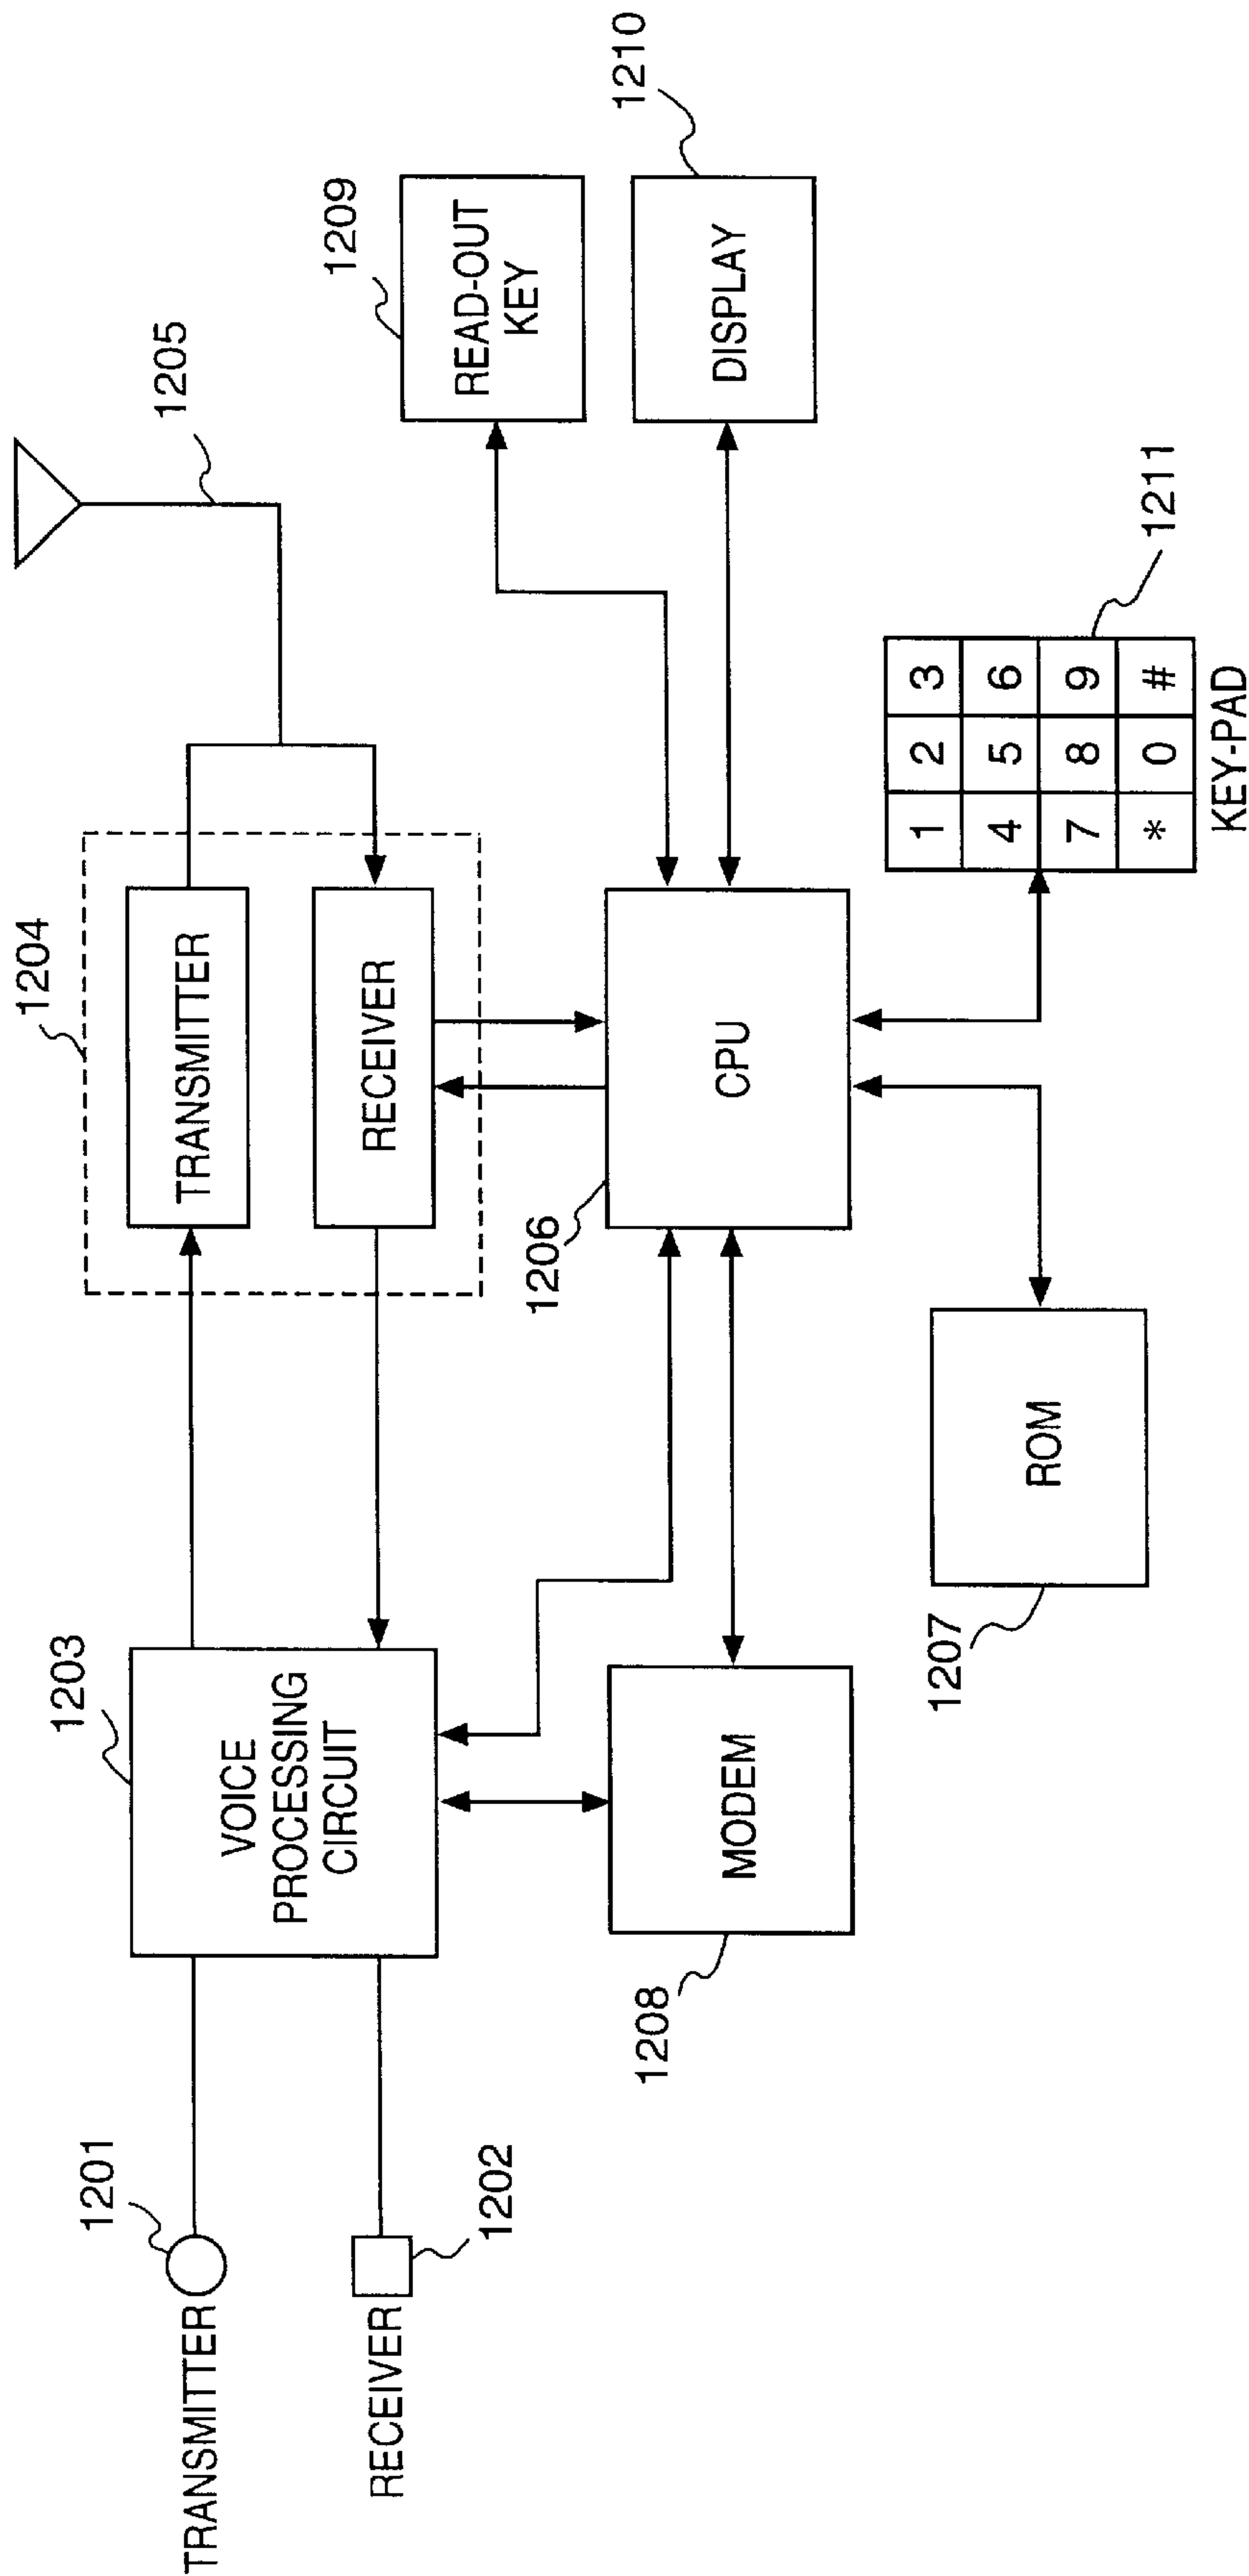 TRANSMITTER
1201
RECEIVER
1202
1203
VOICE
PROCESSING
CIRCUIT
1204
TRANSMITTER
RECEIVER
1205
1206
CPU
1207
ROM
1208
MODEM
1209
READ-OUT
KEY
1210
DISPLAY
1211
1 2 3
4 5 6
7 8 9
* 0 #
KEY-PAD